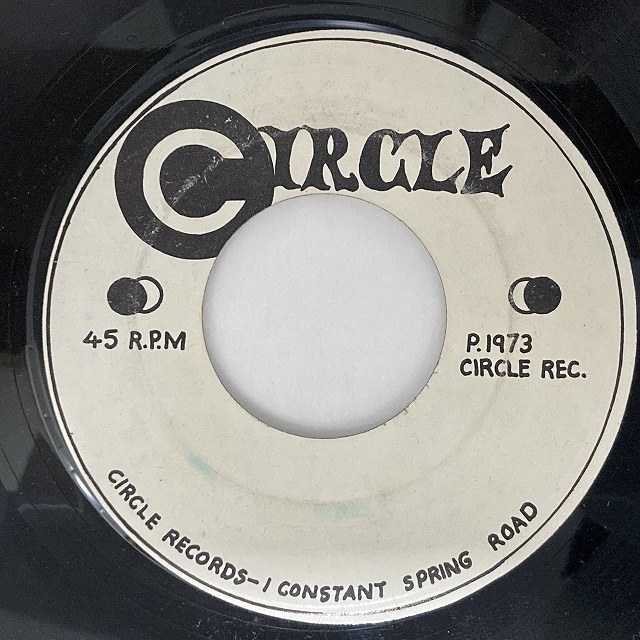 CIRCLE
45 R.P.M
P.1973
CIRCLE REC.
CIRCLE RECORDS-1 CONSTANT SPRING ROAD